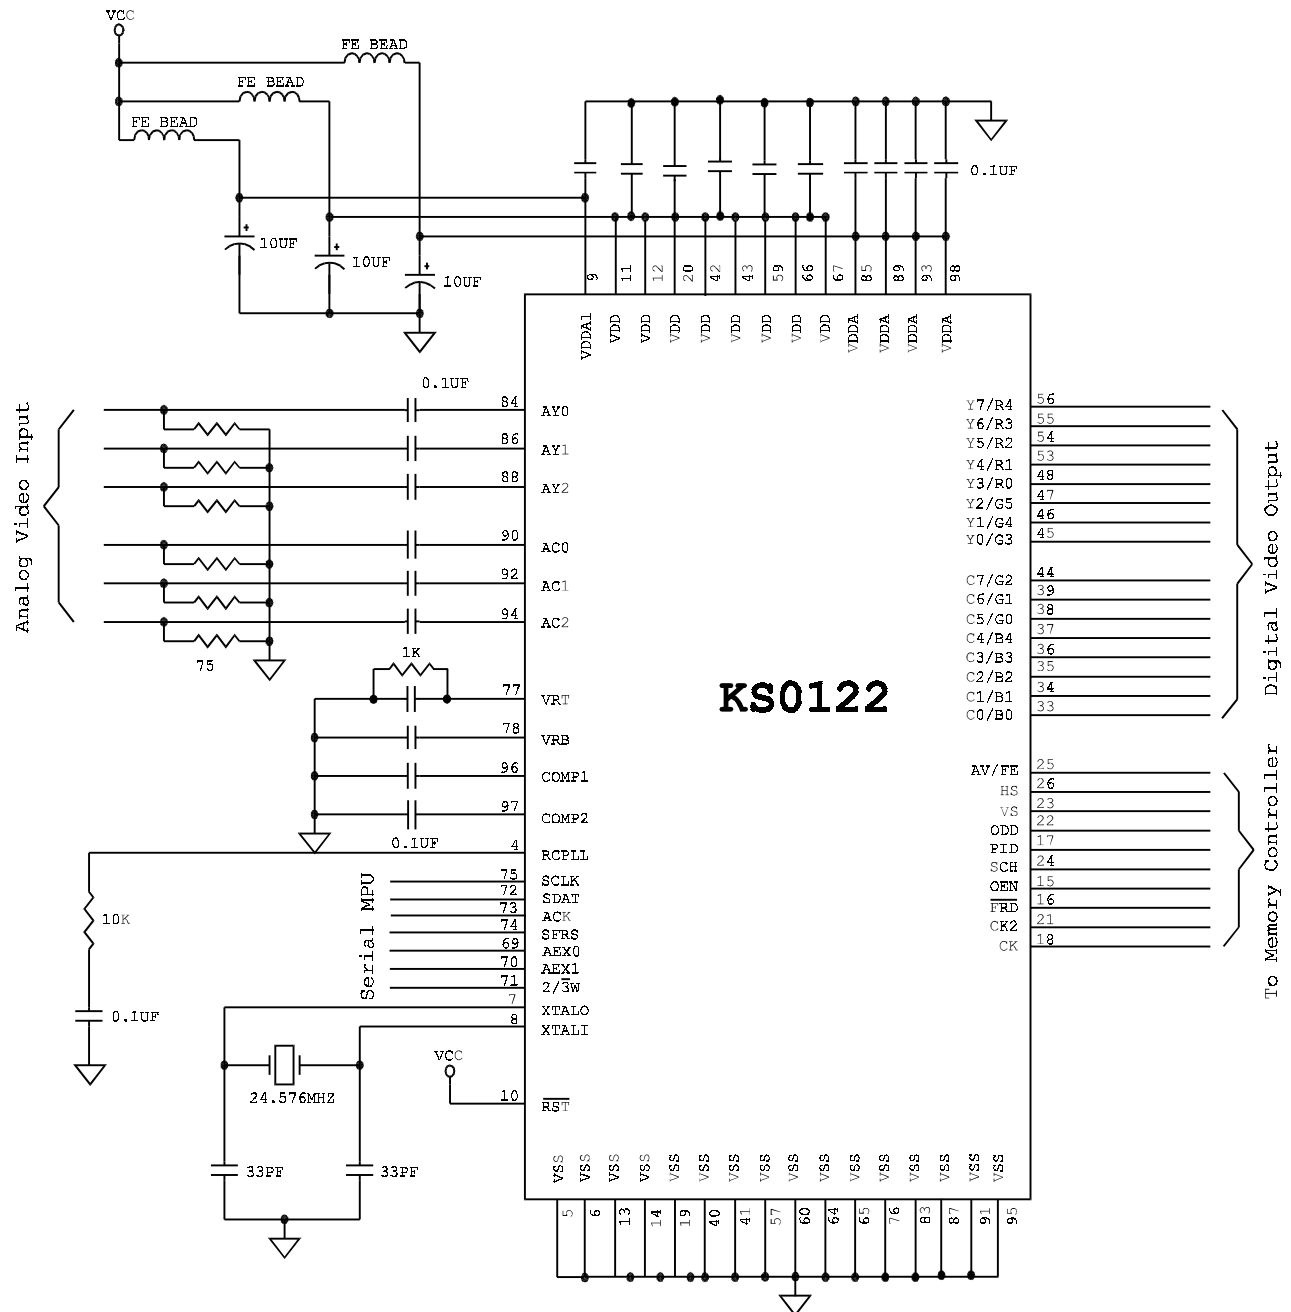 VCC
FE BEAD
FE BEAD
FE BEAD
0.1UF
10UF
10UF
10UF
9 11 12 20 42 43 59 66 67 85 89 93 98
VDDA1 VDD VDD VDD VDD VDD VDD VDD VDD VDDA VDDA VDDA VDDA
Analog Video Input
0.1UF
84 AY0
86 AY1
88 AY2
90 AC0
92 AC1
94 AC2
75
1K
77 VRT
78 VRB
96 COMP1
97 COMP2
0.1UF
4 RCPLL
10K
0.1UF
Serial MPU
75 SCLK
72 SDAT
73 ACK
74 SFRS
69 AEX0
70 AEX1
71 2/3̅W
7 XTALO
8 XTALI
24.576MHZ
33PF
33PF
VCC
10 R̅S̅T̅
KS0122
Y7/R4 56
Y6/R3 55
Y5/R2 54
Y4/R1 53
Y3/R0 48
Y2/G5 47
Y1/G4 46
Y0/G3 45
C7/G2 44
C6/G1 39
C5/G0 38
C4/B4 37
C3/B3 36
C2/B2 35
C1/B1 34
C0/B0 33
Digital Video Output
AV/FE 25
HS 26
VS 23
ODD 22
PID 17
SCH 24
OEN 15
F̅R̅D̅ 16
CK2 21
CK 18
To Memory Controller
VSS VSS VSS VSS VSS VSS VSS VSS VSS VSS VSS VSS VSS VSS VSS VSS
5 6 13 14 19 40 41 57 60 64 65 76 83 87 91 95